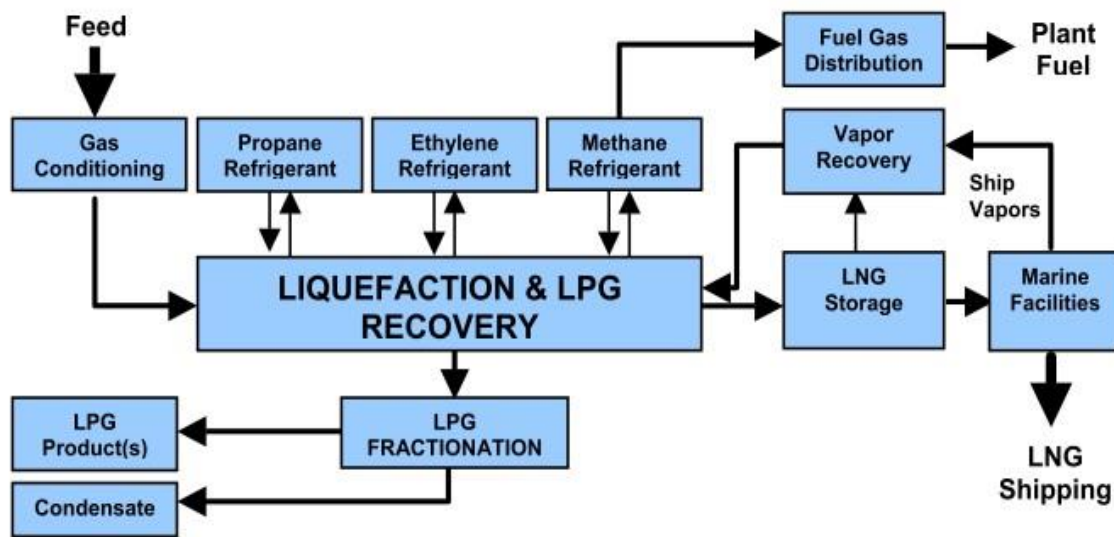 Feed
Fuel Gas
Distribution
Plant
Fuel
Gas
Conditioning
Propane
Refrigerant
Ethylene
Refrigerant
Methane
Refrigerant
Vapor
Recovery
Ship
Vapors
LIQUEFACTION & LPG
RECOVERY
LNG
Storage
Marine
Facilities
LPG
Product(s)
LPG
FRACTIONATION
LNG
Shipping
Condensate